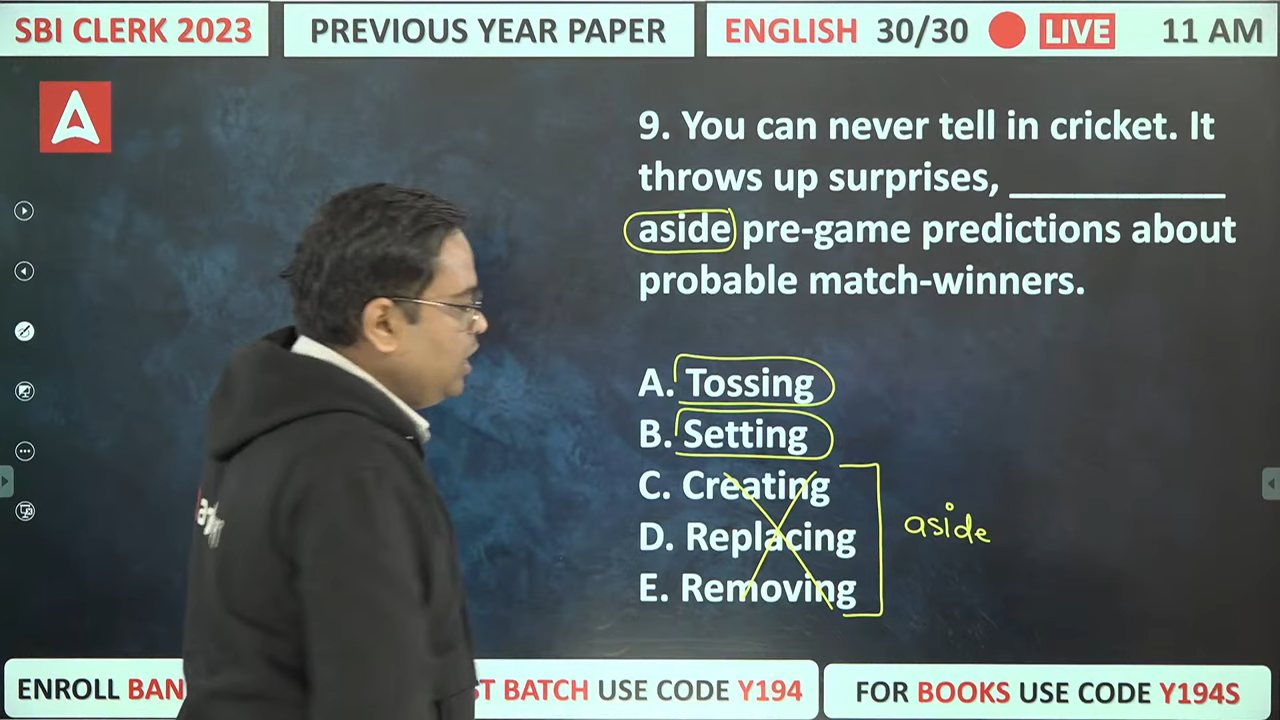 SBI CLERK 2023
PREVIOUS YEAR PAPER
ENGLISH 30/30 LIVE 11 AM
9. You can never tell in cricket. It
throws up surprises, __________
aside pre-game predictions about
probable match-winners.
A. Tossing
B. Setting
C. Creating
D. Replacing
E. Removing
aside
ENROLL BATCH USE CODE Y194
FOR BOOKS USE CODE Y194S